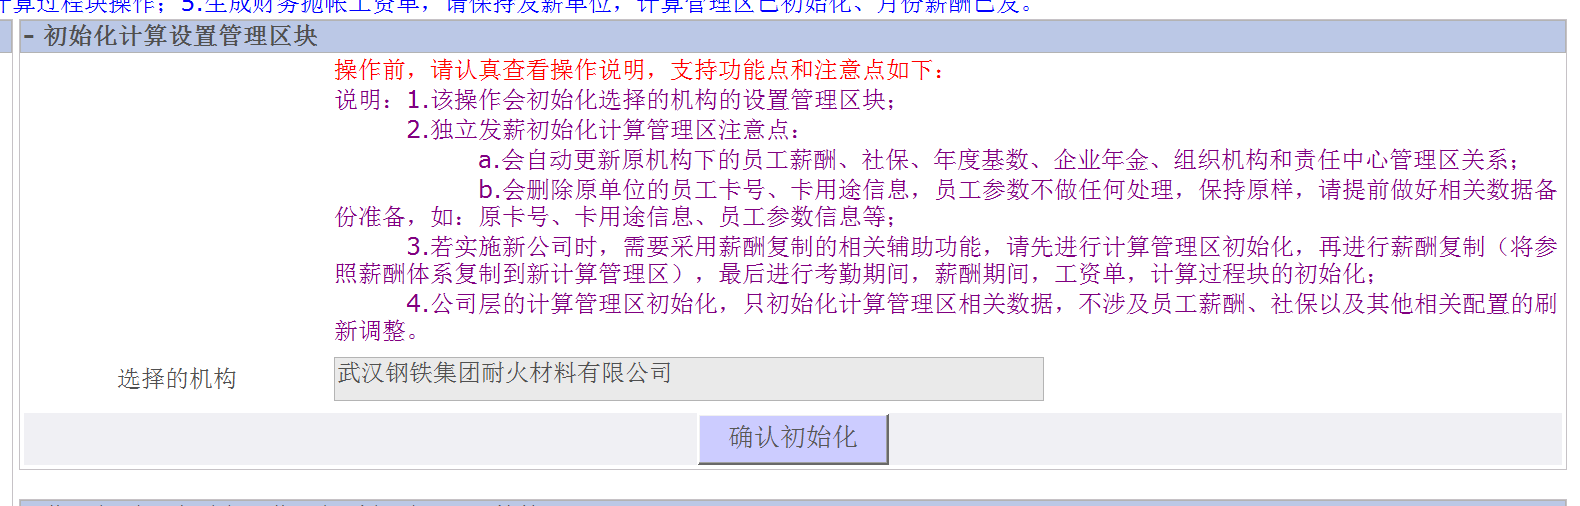 计算过程块操作；5.生成财务抛帐工资单，请保持发薪单位，计算管理区已初始化、月份薪酬已发。
- 初始化计算设置管理区块
操作前，请认真查看操作说明，支持功能点和注意点如下：
说明：1.该操作会初始化选择的机构的设置管理区块；
2.独立发薪初始化计算管理区注意点：
a.会自动更新原机构下的员工薪酬、社保、年度基数、企业年金、组织机构和责任中心管理区关系；
b.会删除原单位的员工卡号、卡用途信息，员工参数不做任何处理，保持原样，请提前做好相关数据备
份准备，如：原卡号、卡用途信息、员工参数信息等；
3.若实施新公司时，需要采用薪酬复制的相关辅助功能，请先进行计算管理区初始化，再进行薪酬复制（将参
照薪酬体系复制到新计算管理区），最后进行考勤期间，薪酬期间，工资单，计算过程块的初始化；
4.公司层的计算管理区初始化，只初始化计算管理区相关数据，不涉及员工薪酬、社保以及其他相关配置的刷
新调整。
选择的机构 武汉钢铁集团耐火材料有限公司
确认初始化